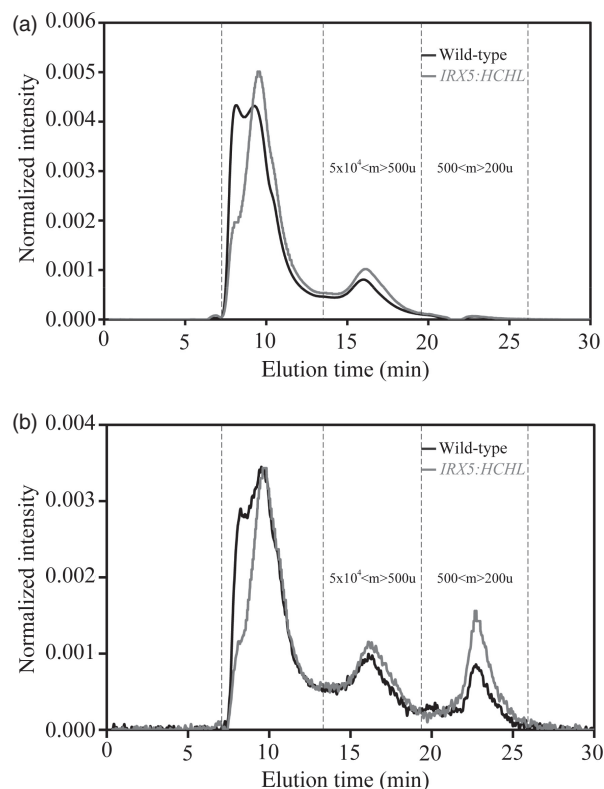 (a)
0.006
0.005
0.004
0.003
0.002
0.001
0.000
Normalized intensity
Wild-type
IRX5:HCHL
5x10⁴<m>500u
500<m>200u
0
5
10
15
20
25
30
Elution time (min)
(b)
0.004
0.003
0.002
0.001
0.000
Normalized intensity
Wild-type
IRX5:HCHL
5x10⁴<m>500u
500<m>200u
0
5
10
15
20
25
30
Elution time (min)